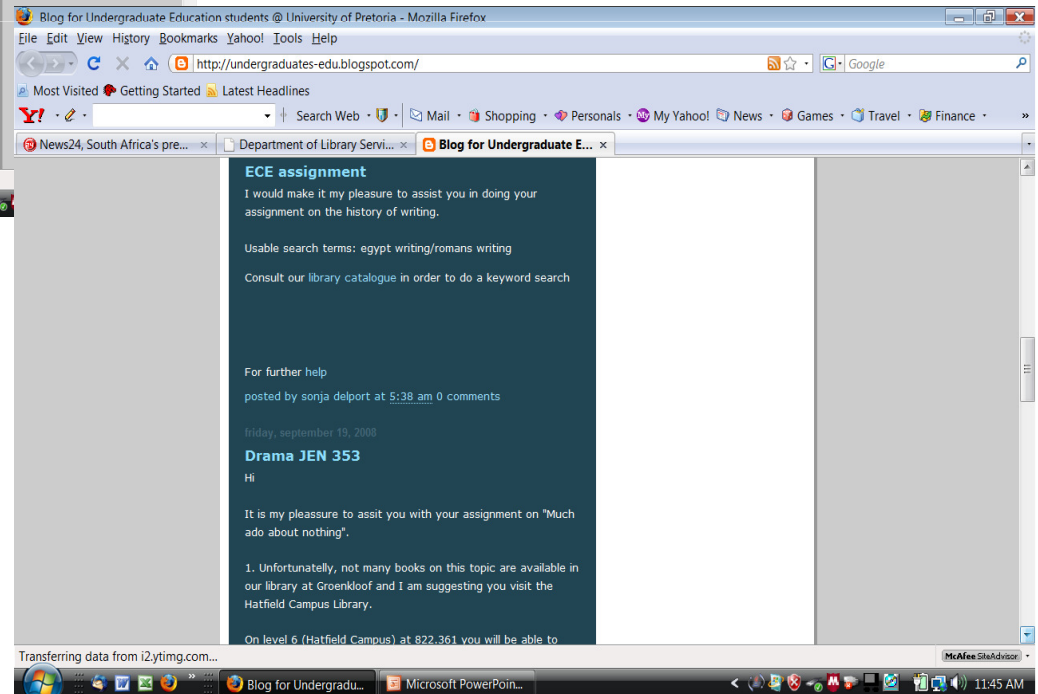 Blog for Undergraduate Education students @ University of Pretoria - Mozilla Firefox
File Edit View History Bookmarks Yahoo! Tools Help
http://undergraduates-edu.blogspot.com/
G Google
Most Visited Getting Started Latest Headlines
Y! Search Web Mail Shopping Personals My Yahoo! News Games Travel Finance »
News24, South Africa's pre... × Department of Library Servi... × Blog for Undergraduate E... ×
ECE assignment
I would make it my pleasure to assist you in doing your
assignment on the history of writing.
Usable search terms: egypt writing/romans writing
Consult our library catalogue in order to do a keyword search
For further help
posted by sonja delport at 5:38 am 0 comments
friday, september 19, 2008
Drama JEN 353
Hi
It is my pleassure to assit you with your assignment on "Much
ado about nothing".
1. Unfortunatelly, not many books on this topic are available in
our library at Groenkloof and I am suggesting you visit the
Hatfield Campus Library.
On level 6 (Hatfield Campus) at 822.361 you will be able to
Transferring data from i2.ytimg.com...
McAfee SiteAdvisor
» Blog for Undergradu... Microsoft PowerPoin... 11:45 AM